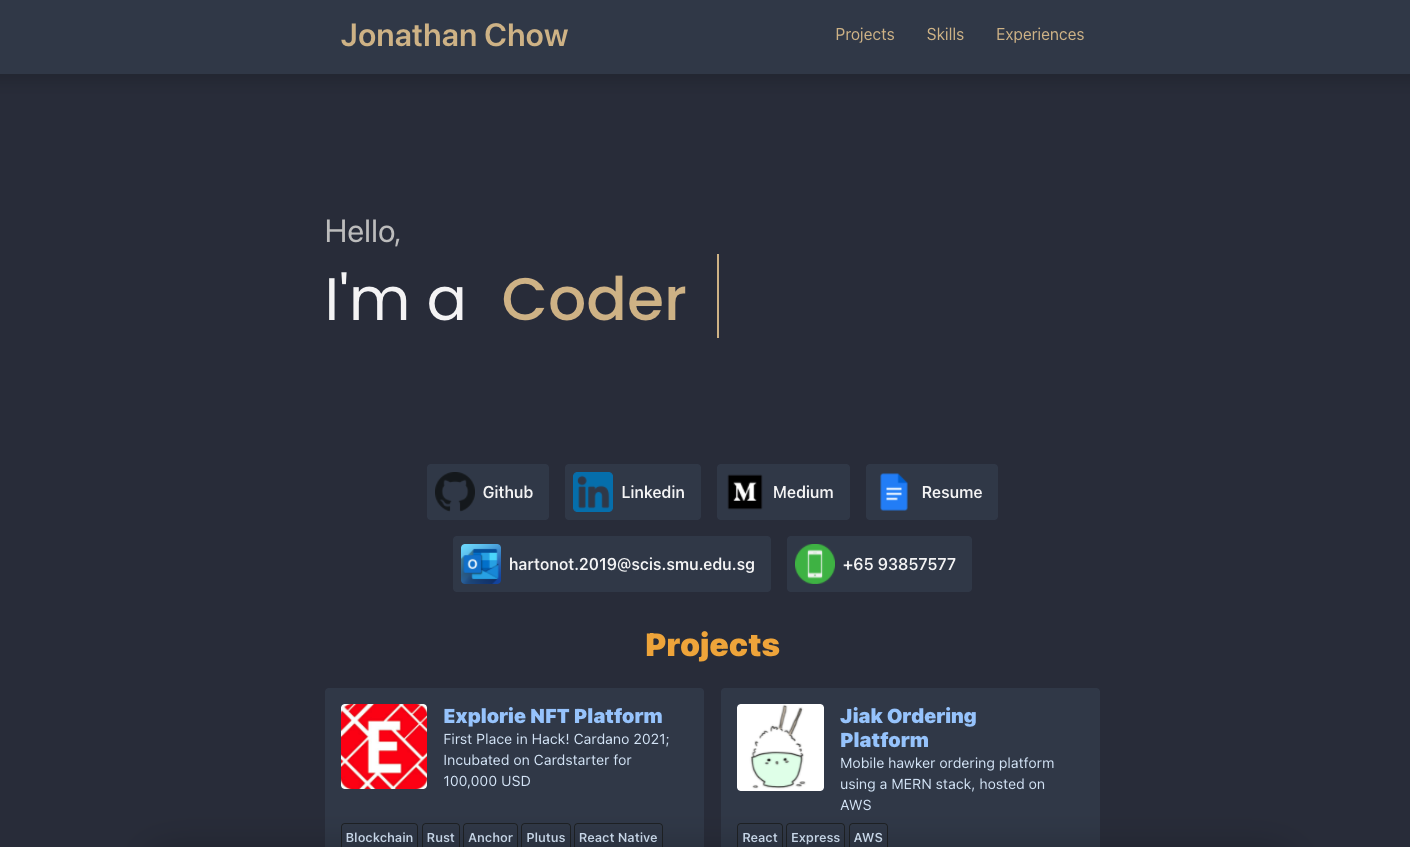 Jonathan Chow
Projects Skills Experiences
Hello,
I'm a Coder
Github Linkedin Medium Resume
hartonot.2019@scis.smu.edu.sg +65 93857577
Projects
E
Explorie NFT Platform
First Place in Hack! Cardano 2021;
Incubated on Cardstarter for
100,000 USD
Blockchain Rust Anchor Plutus React Native
Jiak Ordering
Platform
Mobile hawker ordering platform
using a MERN stack, hosted on
AWS
React Express AWS